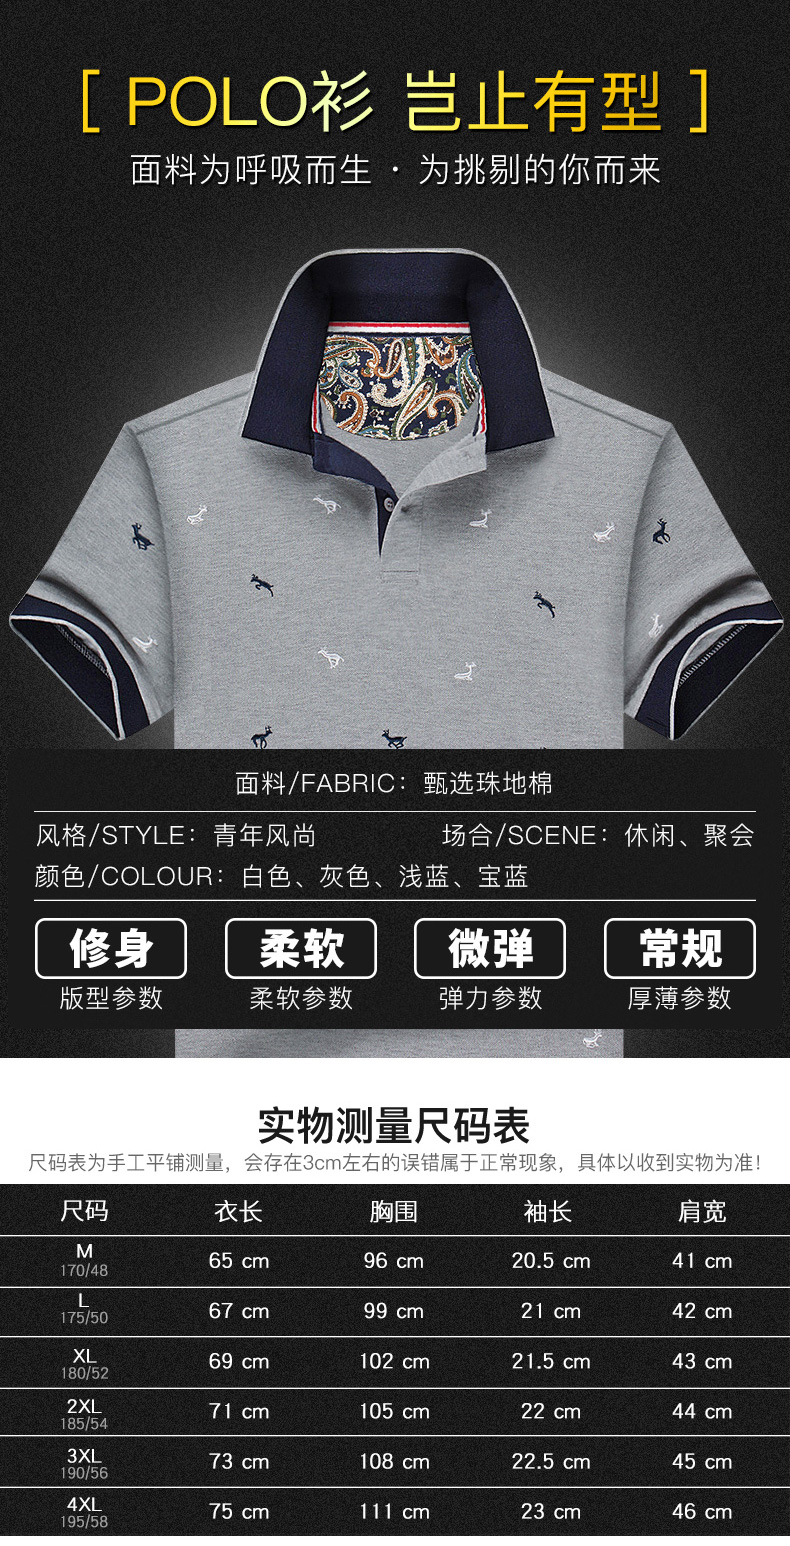 [ POLO衫 岂止有型 ]
面料为呼吸而生 · 为挑剔的你而来
面料/FABRIC：甄选珠地棉
风格/STYLE：青年风尚 场合/SCENE：休闲、聚会
颜色/COLOUR：白色、灰色、浅蓝、宝蓝
修身 柔软 微弹 常规
版型参数 柔软参数 弹力参数 厚薄参数
实物测量尺码表
尺码表为手工平铺测量，会存在3cm左右的误错属于正常现象，具体以收到实物为准！
尺码 衣长 胸围 袖长 肩宽
M 65 cm 96 cm 20.5 cm 41 cm
170/48
L 67 cm 99 cm 21 cm 42 cm
175/50
XL 69 cm 102 cm 21.5 cm 43 cm
180/52
2XL 71 cm 105 cm 22 cm 44 cm
185/54
3XL 73 cm 108 cm 22.5 cm 45 cm
190/56
4XL 75 cm 111 cm 23 cm 46 cm
195/58